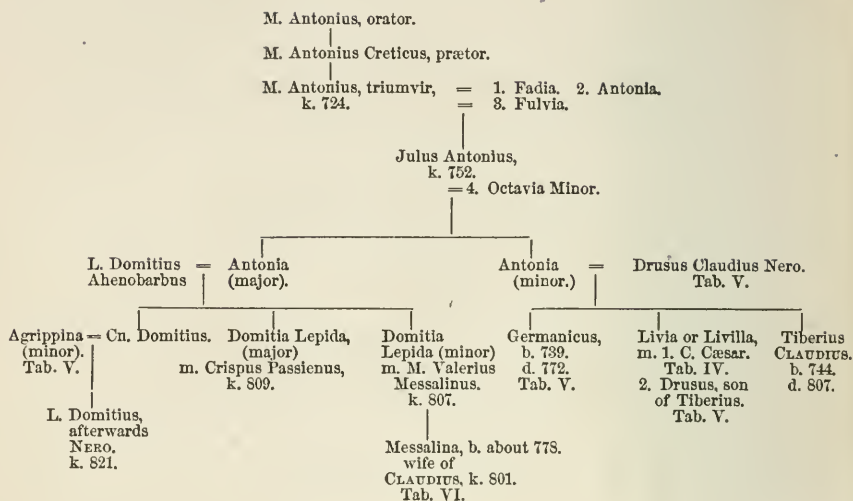 M. Antonius, orator.
M. Antonius Creticus, prætor.
M. Antonius, triumvir, = 1. Fadia. 2. Antonia.
k. 724. = 3. Fulvia.
Julus Antonius,
k. 752.
=4. Octavia Minor.
L. Domitius = Antonia
Ahenobarbus (major).
Antonia = Drusus Claudius Nero.
(minor.) Tab. V.
Agrippina = Cn. Domitius.
(minor).
Tab. V.
Domitia Lepida,
(major)
m. Crispus Passienus,
k. 809.
Domitia
Lepida (minor)
m. M. Valerius
Messalinus.
k. 807.
Germanicus,
b. 739.
d. 772.
Tab. V.
Livia or Livilla,
m. 1. C. Cæsar.
Tab. IV.
2. Drusus, son
of Tiberius.
Tab. V.
Tiberius
CLAUDIUS.
b. 744.
d. 807.
L. Domitius,
afterwards
NERO.
k. 821.
Messalina, b. about 778.
wife of
CLAUDIUS, k. 801.
Tab. VI.